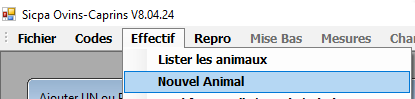 Sicpa Ovins-Caprins V8.04.24
Fichier Codes Effectif Repro Mise Bas Mesures
Lister les animaux
Nouvel Animal
Ajouter UN ou